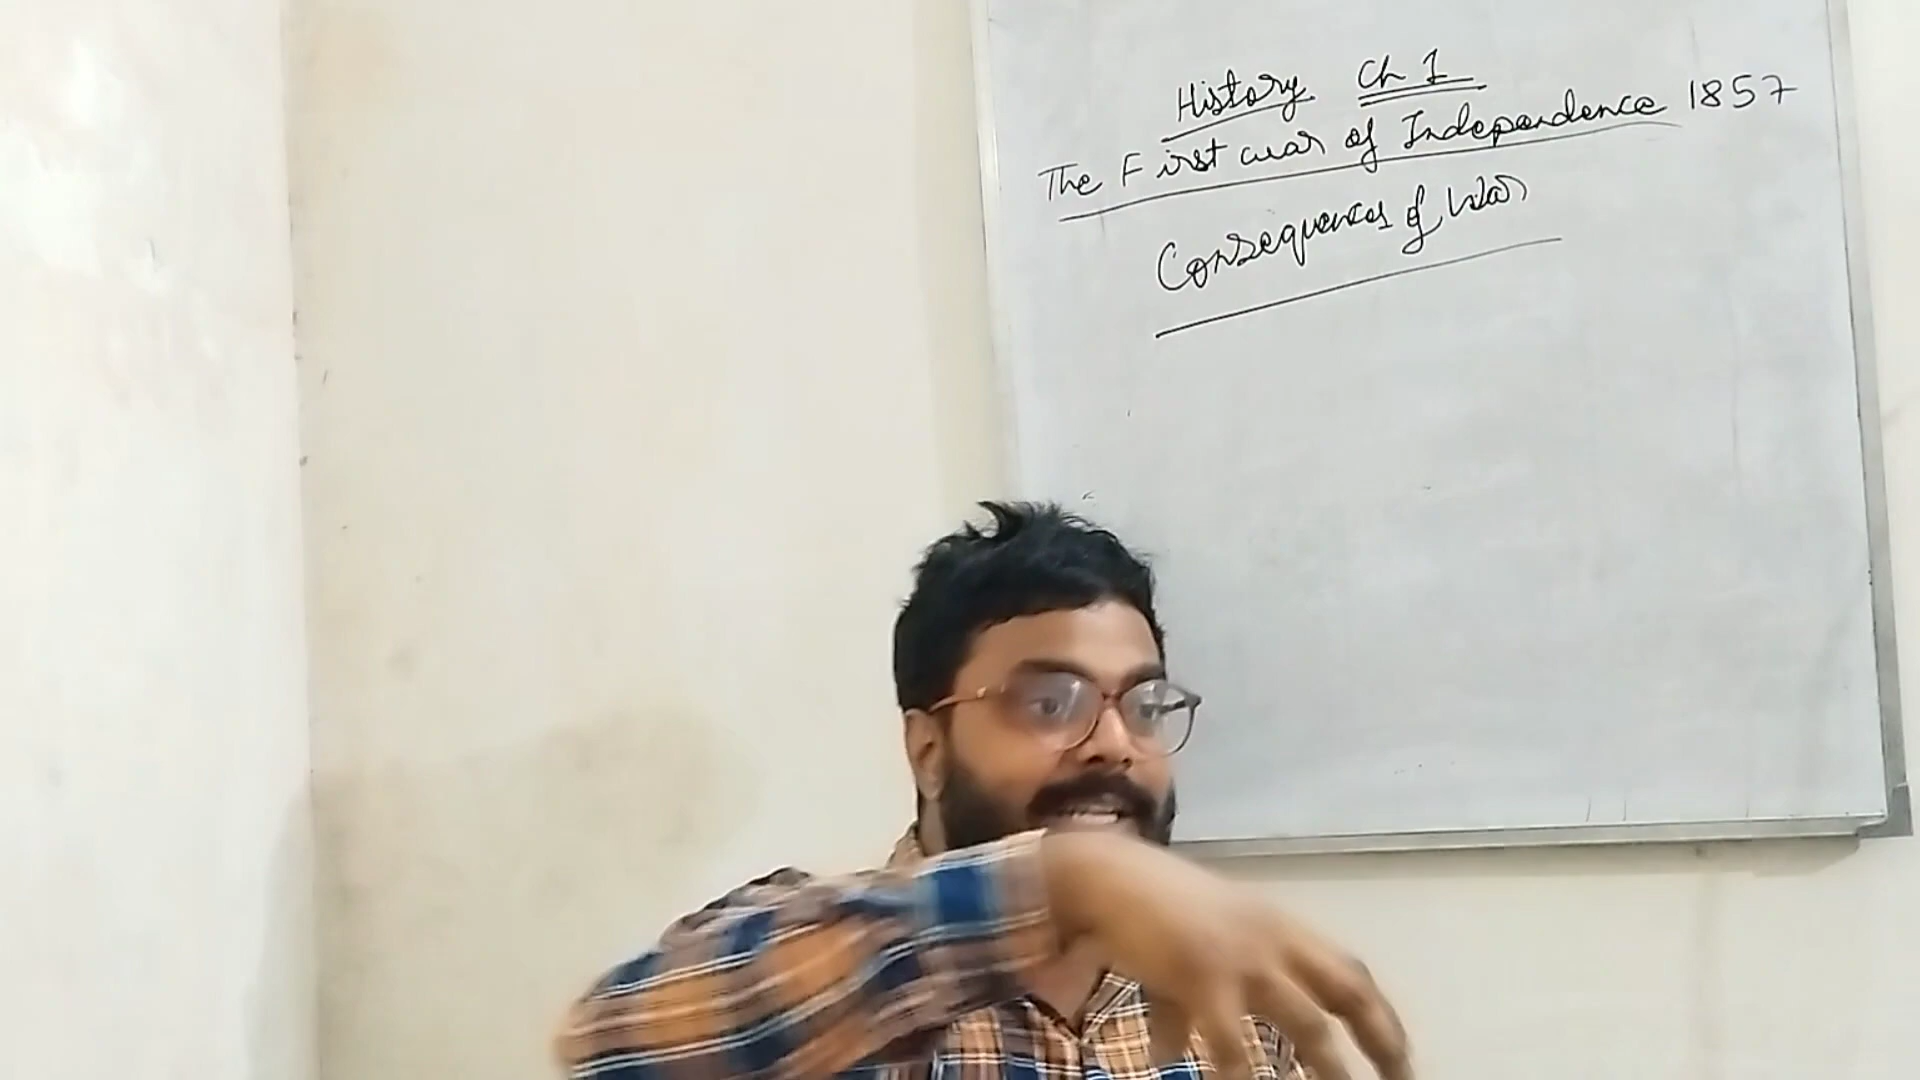 History Ch 1
The First war of Independence 1857
Consequences of War